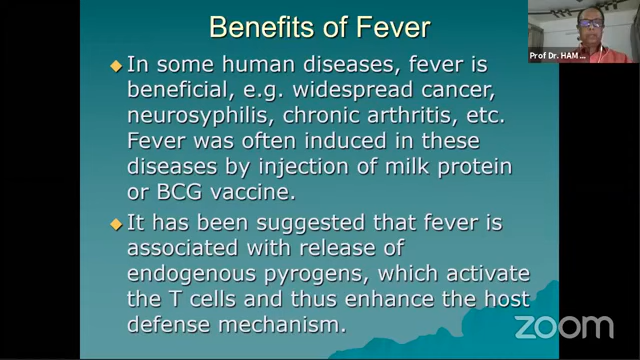 Benefits of Fever
In some human diseases, fever is
beneficial, e.g. widespread cancer,
neurosyphilis, chronic arthritis, etc.
Fever was often induced in these
diseases by injection of milk protein
or BCG vaccine.
It has been suggested that fever is
associated with release of
endogenous pyrogens, which activate
the T cells and thus enhance the host
defense mechanism.
Prof Dr. HAM ...
zoom